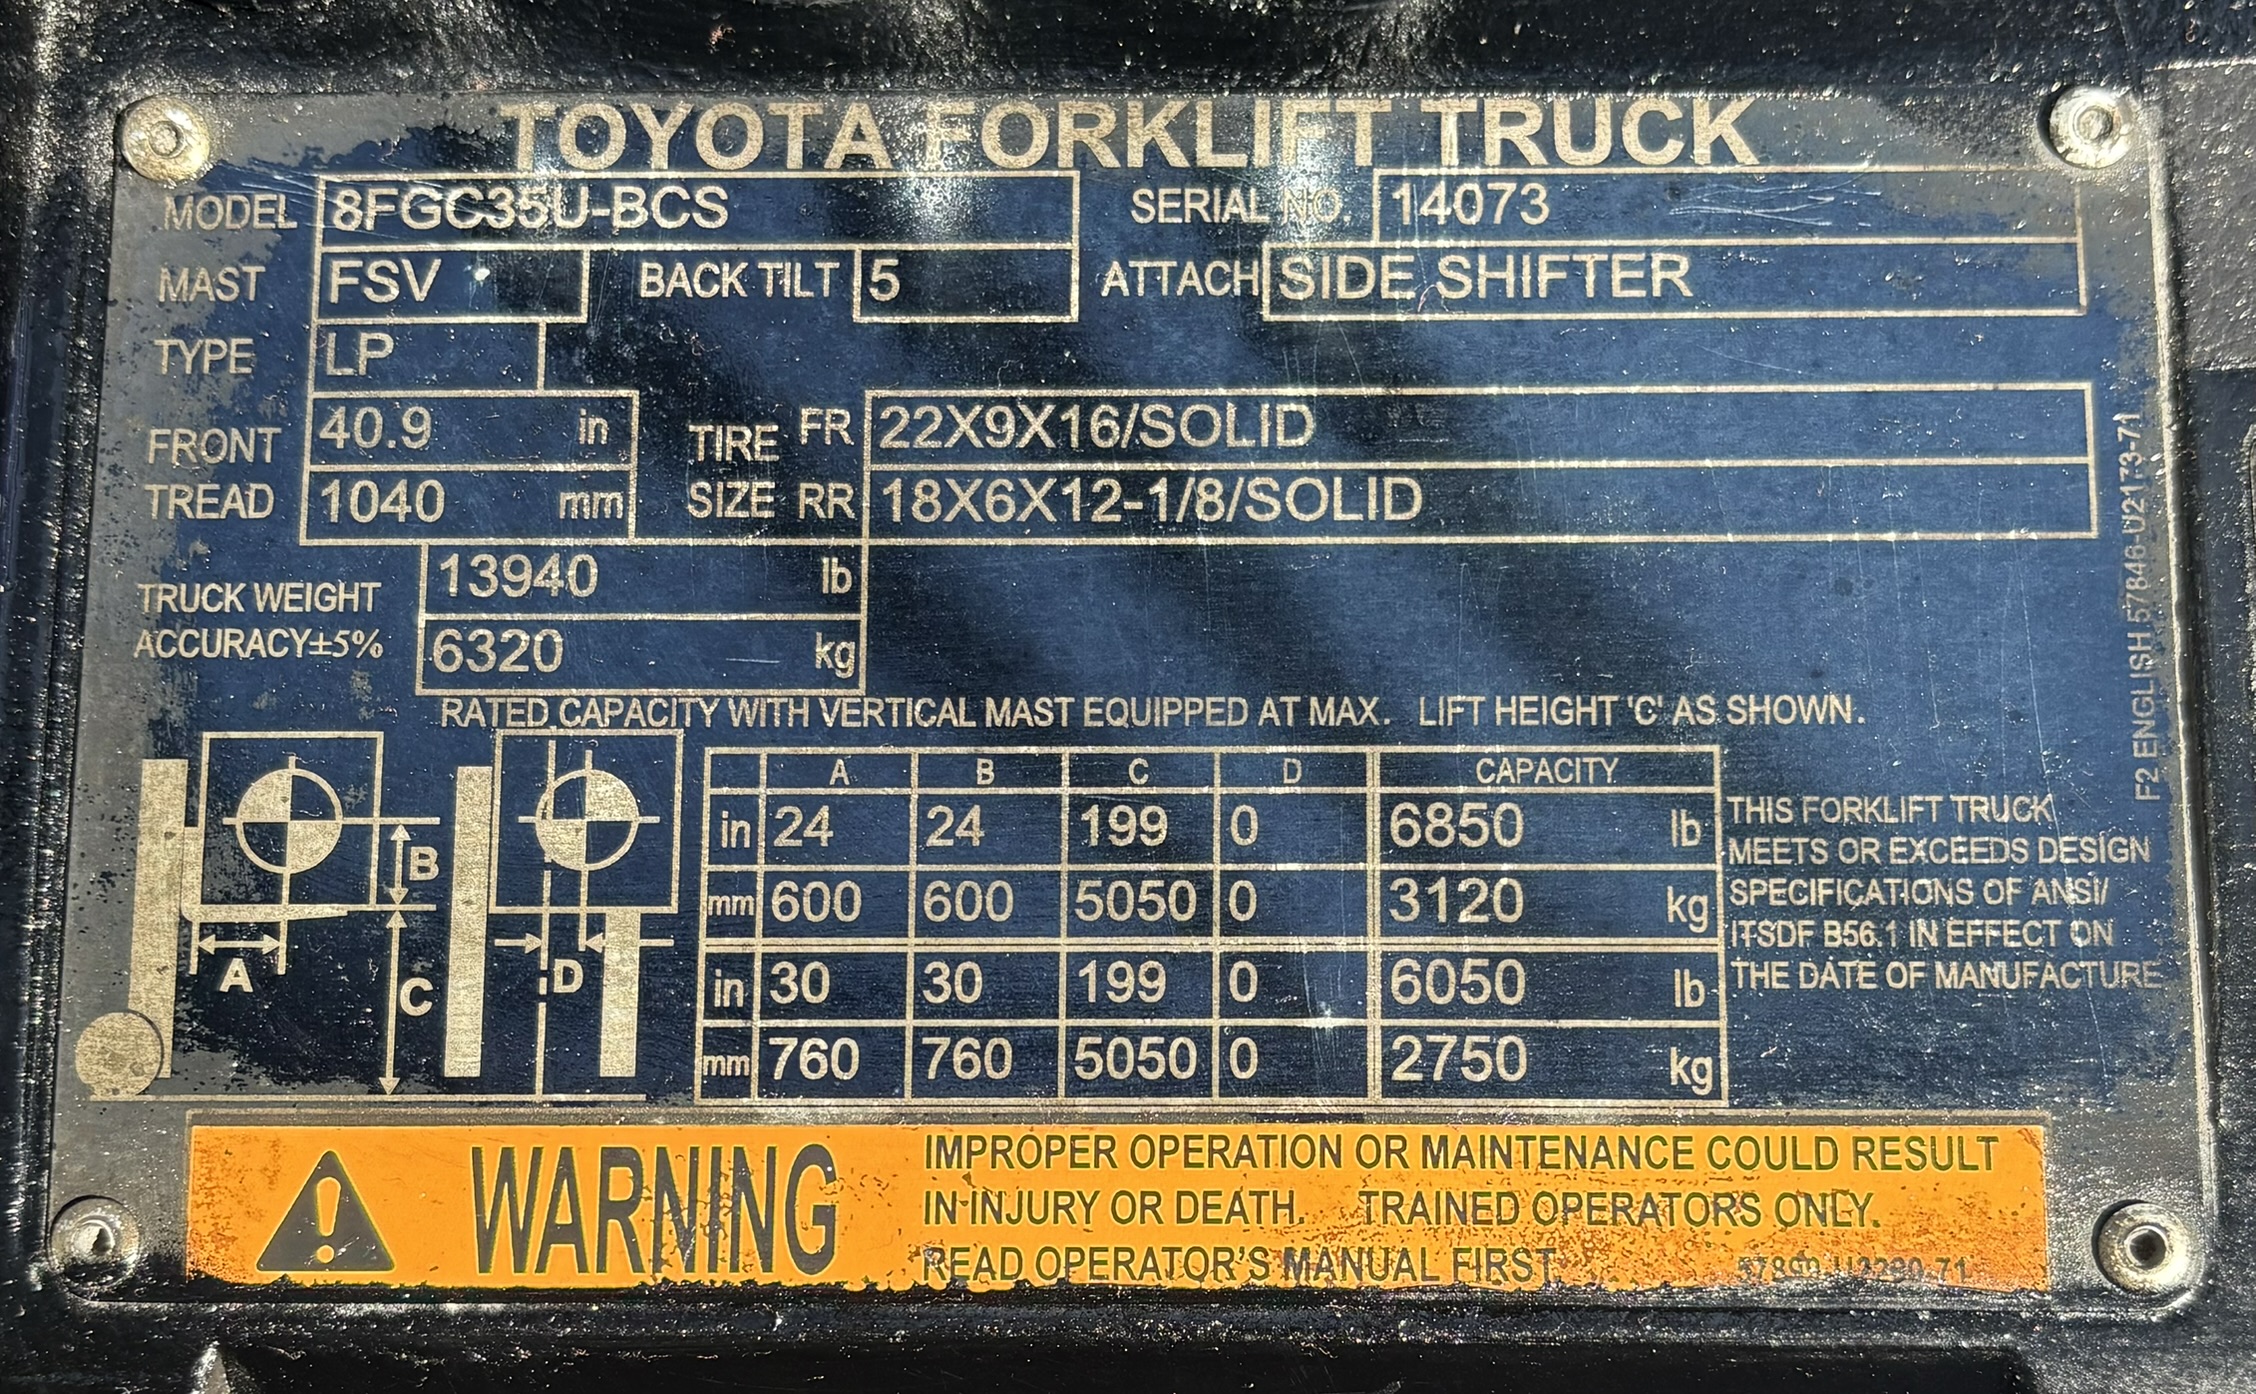 TOYOTA FORKLIFT TRUCK
MODEL 8FGC35U-BCS SERIAL NO. 14073
MAST FSV BACK TILT 5 ATTACH SIDE SHIFTER
TYPE LP
FRONT TREAD 40.9 in TIRE SIZE FR 22X9X16/SOLID
1040 mm RR 18X6X12-1/8/SOLID
TRUCK WEIGHT 13940 lb
ACCURACY±5% 6320 kg
RATED CAPACITY WITH VERTICAL MAST EQUIPPED AT MAX. LIFT HEIGHT 'C' AS SHOWN.
A B C D
A B C D CAPACITY
in 24 24 199 0 6850 lb
mm 600 600 5050 0 3120 kg
in 30 30 199 0 6050 lb
mm 760 760 5050 0 2750 kg
THIS FORKLIFT TRUCK
MEETS OR EXCEEDS DESIGN
SPECIFICATIONS OF ANSI/
ITSDF B56.1 IN EFFECT ON
THE DATE OF MANUFACTURE
F2 ENGLISH 57846-U2173-71
WARNING
IMPROPER OPERATION OR MAINTENANCE COULD RESULT
IN INJURY OR DEATH. TRAINED OPERATORS ONLY.
READ OPERATOR'S MANUAL FIRST